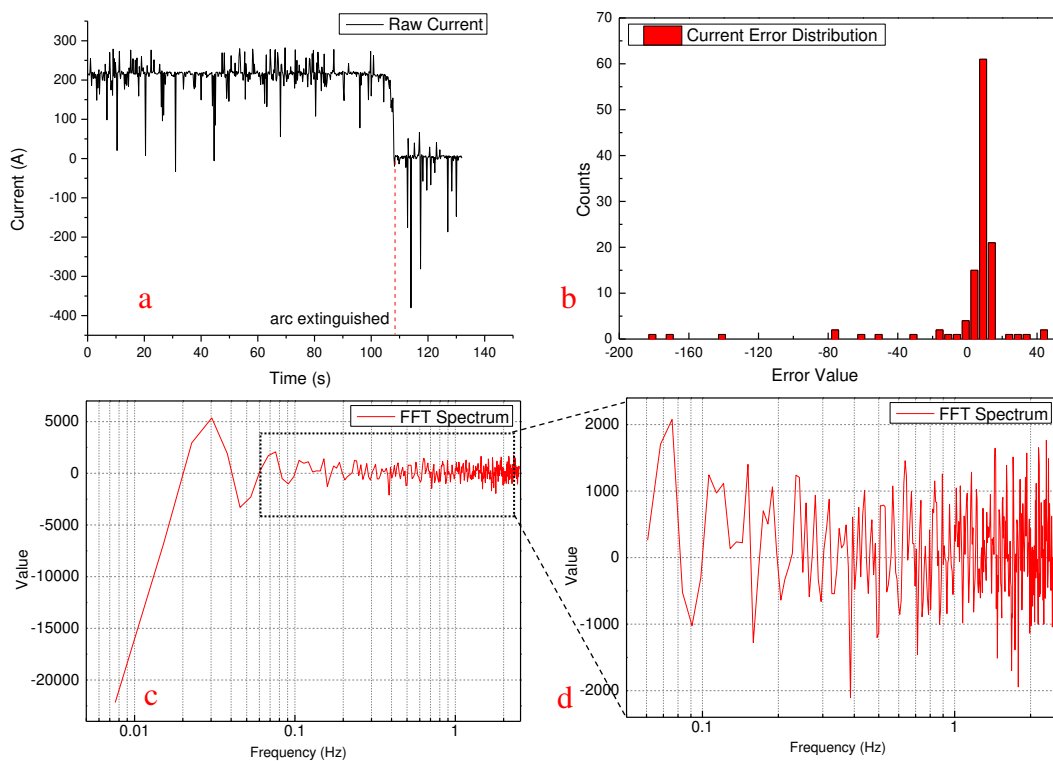 Raw Current
350
300
200
100
0
-100
-200
-300
-400
Current (A)
a
arc extinguished
0 20 40 60 80 100 120 140
Time (s)
Current Error Distribution
70
60
50
40
30
20
10
0
Counts
b
-200 -160 -120 -80 -40 0 40
Error Value
FFT Spectrum
5000
0
-5000
-10000
-15000
-20000
Value
c
0.01 0.1 1
Frequency (Hz)
FFT Spectrum
2000
1000
0
-1000
-2000
Value
d
0.1 1
Frequency (Hz)